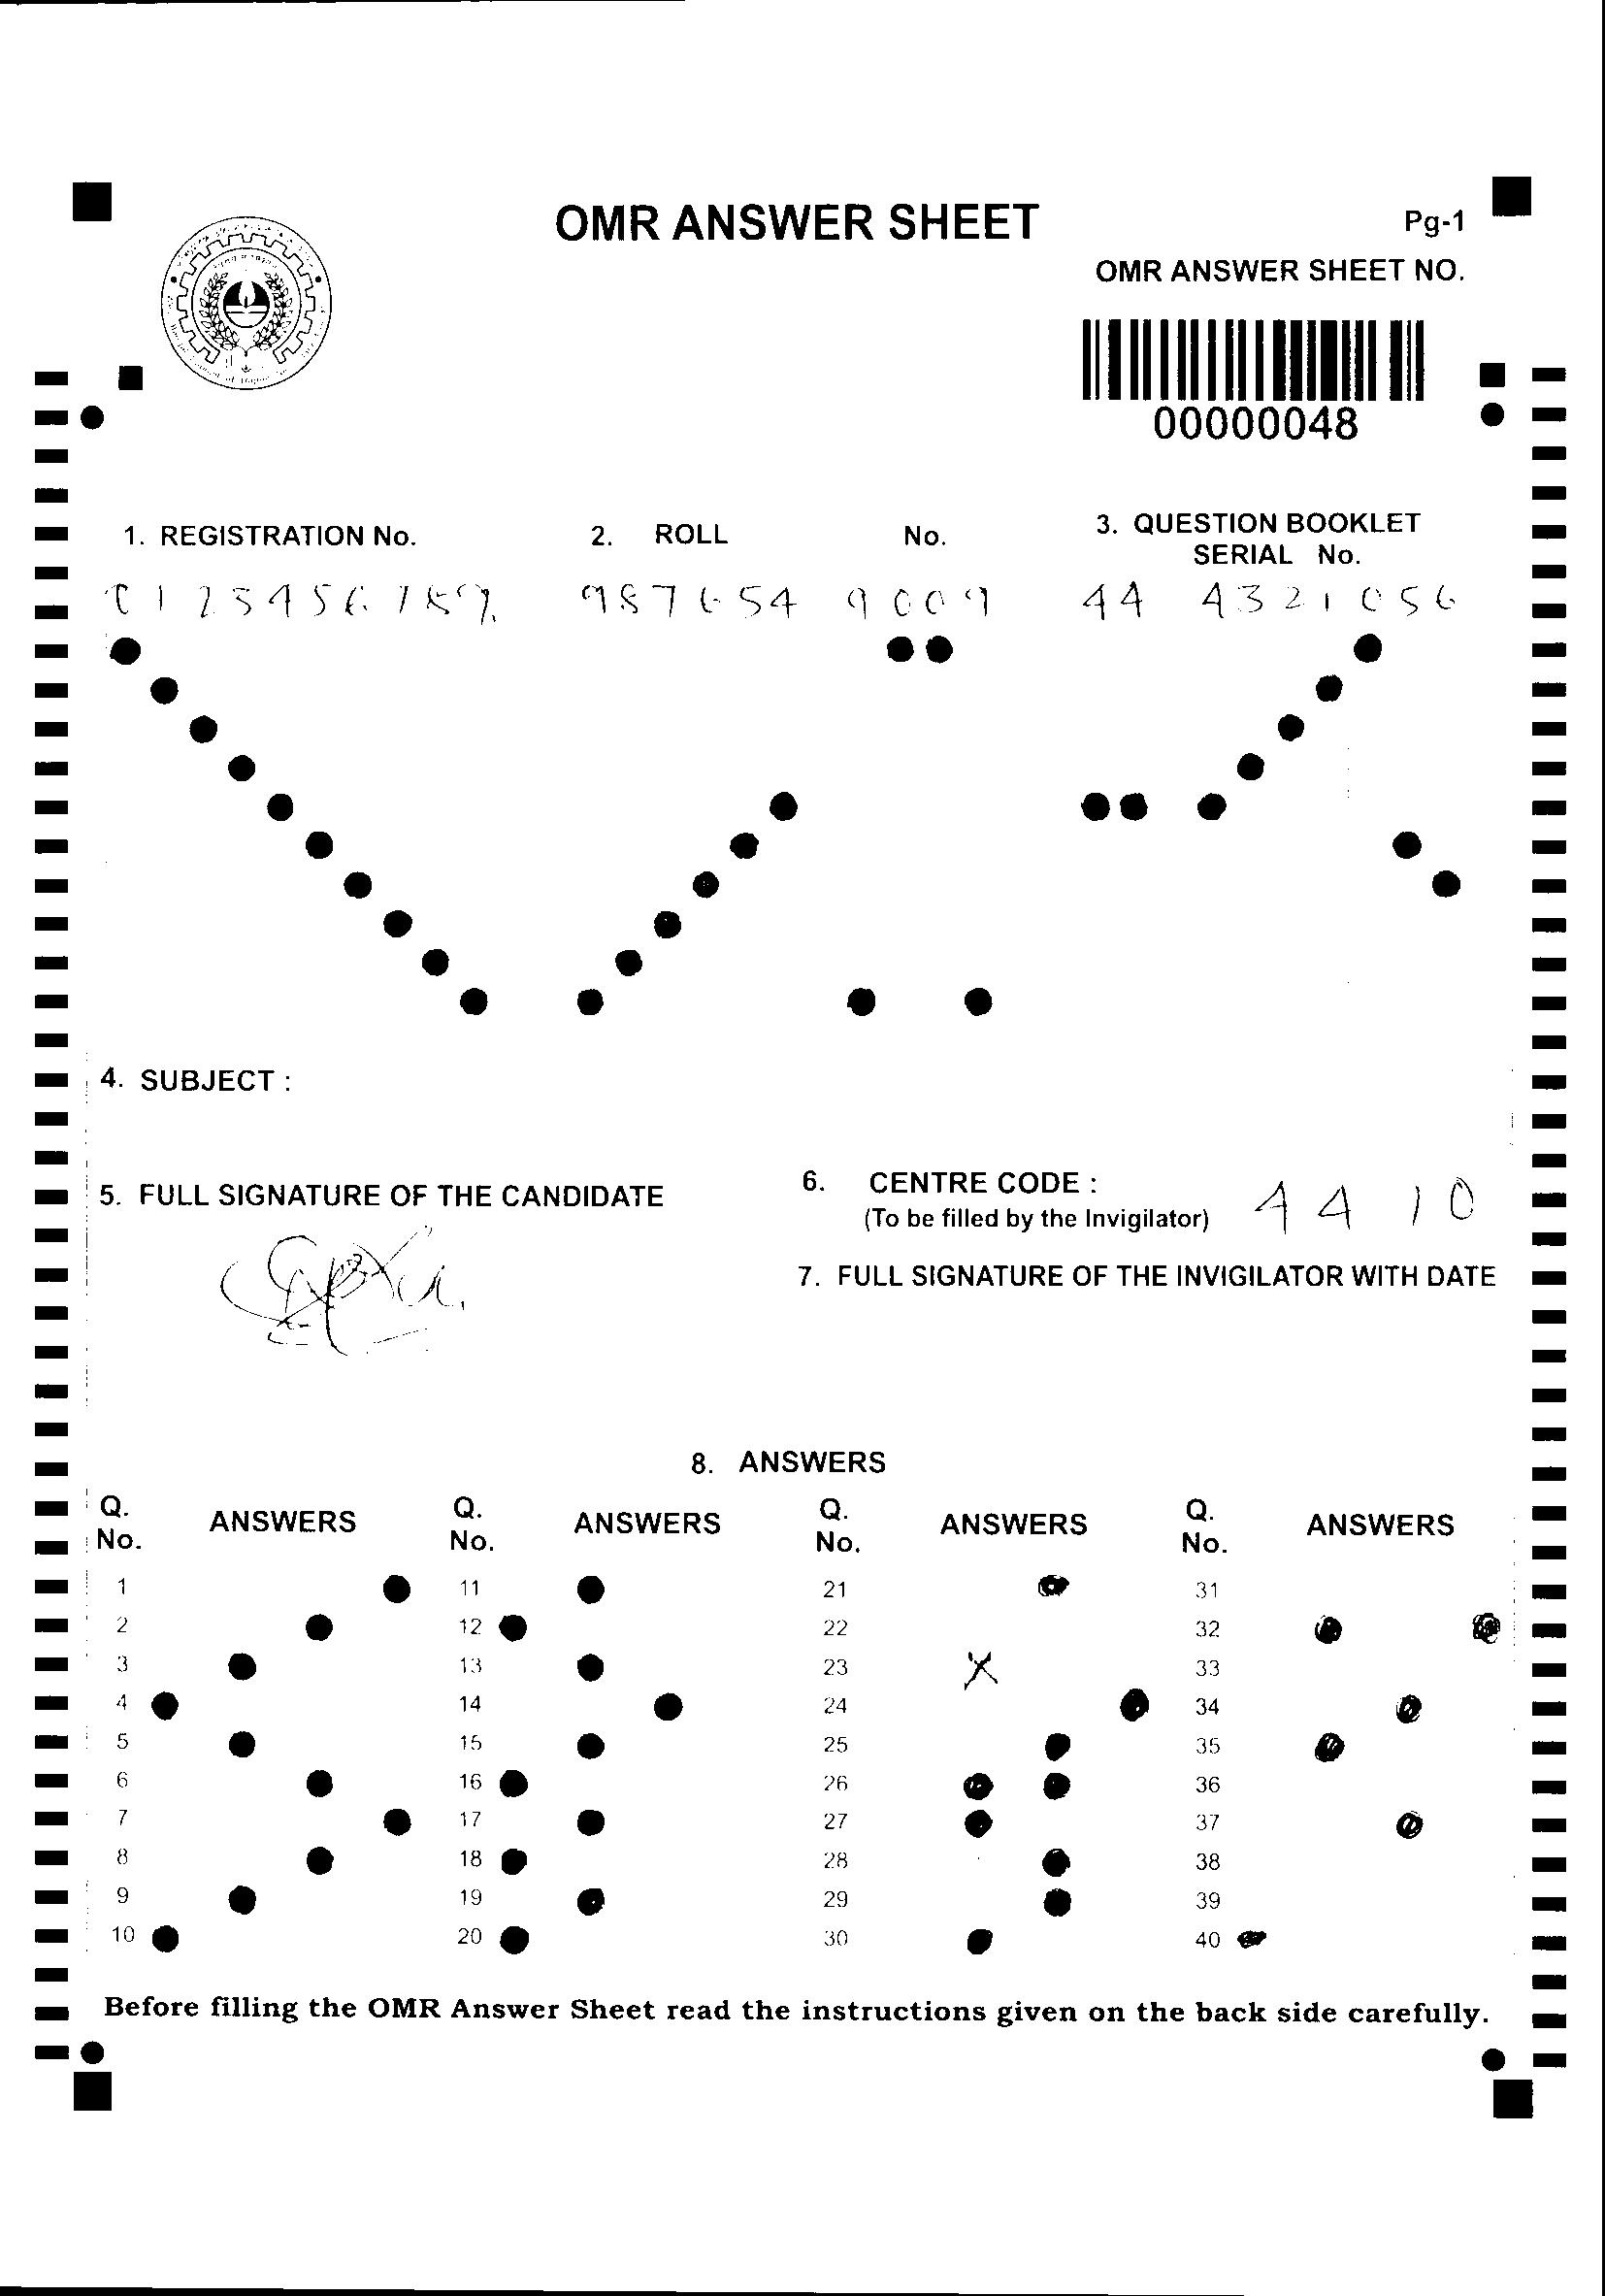 OMR ANSWER SHEET
Pg-1
OMR ANSWER SHEET NO.
00000048
1. REGISTRATION No. 2. ROLL No. 3. QUESTION BOOKLET
SERIAL No.
0123456789 987654 9009 44 4321056
4. SUBJECT :
5. FULL SIGNATURE OF THE CANDIDATE
6. CENTRE CODE : 44 10
(To be filled by the Invigilator)
7. FULL SIGNATURE OF THE INVIGILATOR WITH DATE
8. ANSWERS
Q. No. ANSWERS Q. No. ANSWERS Q. No. ANSWERS Q. No. ANSWERS
1 11 21 31
2 12 22 32
3 13 23 33
4 14 24 34
5 15 25 35
6 16 26 36
7 17 27 37
8 18 28 38
9 19 29 39
10 20 30 40
Before filling the OMR Answer Sheet read the instructions given on the back side carefully.